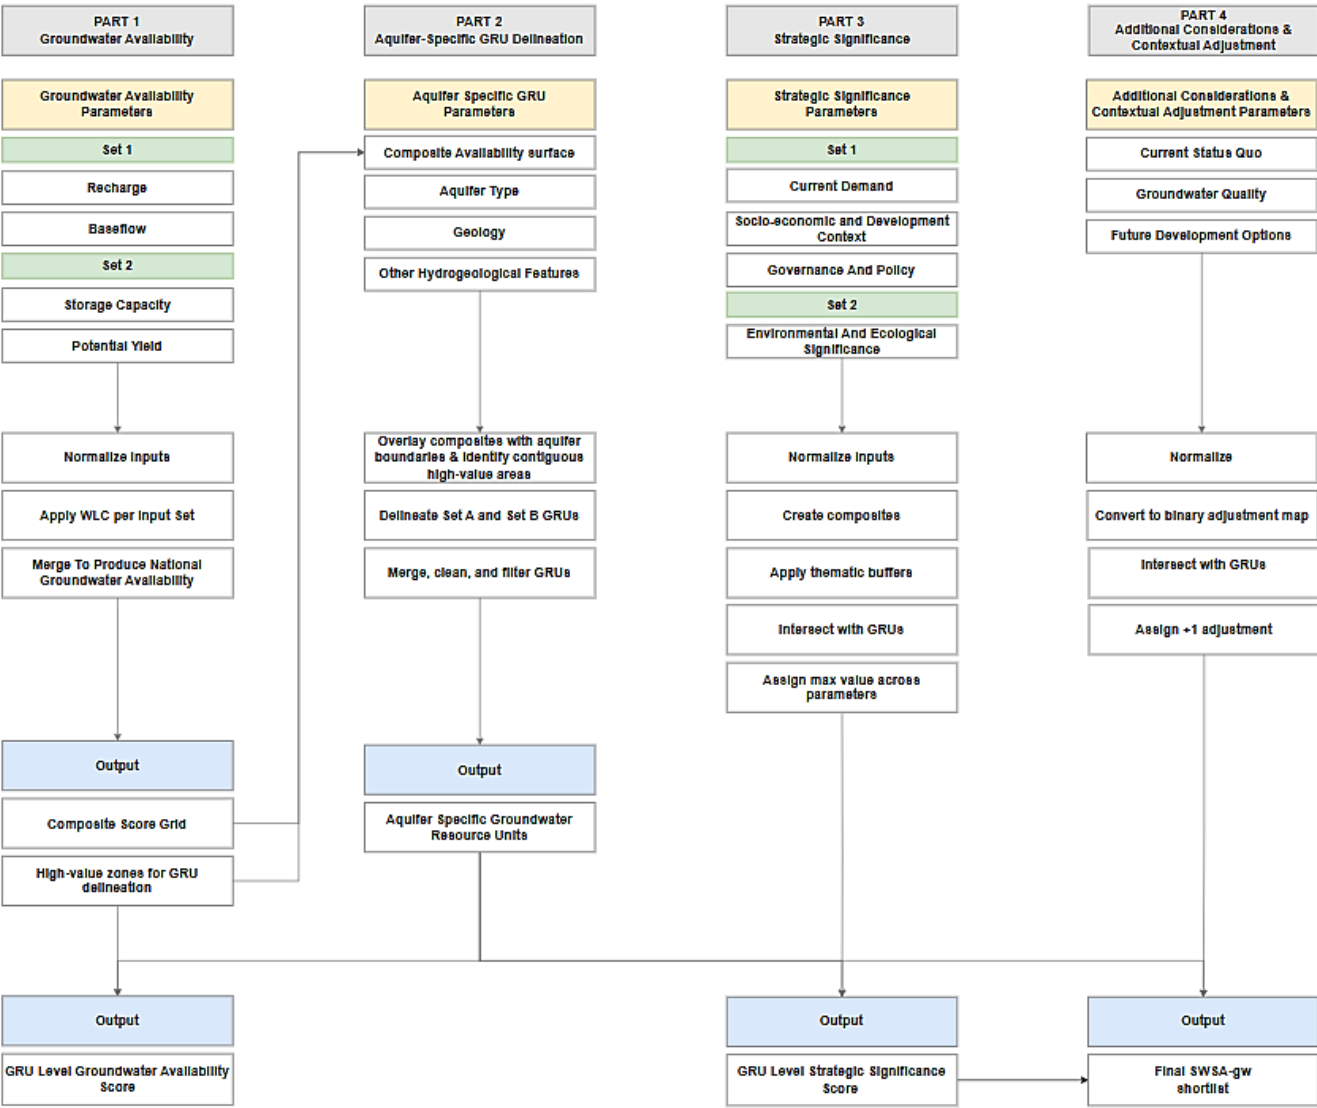 PART 1
Groundwater Availability
Groundwater Availability
Parameters
Set 1
Recharge
Baseflow
Set 2
Storage Capacity
Potential Yield
Normalize Inputs
Apply WLC per Input Set
Merge To Produce National
Groundwater Availability
Output
Composite Score Grid
High-value zones for GRU
delineation
Output
GRU Level Groundwater Availability
Score
PART 2
Aquifer-Specific GRU Delineation
Aquifer Specific GRU
Parameters
Composite Availability surface
Aquifer Type
Geology
Other Hydrogeological Features
Overlay composites with aquifer
boundaries & identify contiguous
high-value areas
Delineate Set A and Set B GRUs
Merge, clean, and filter GRUs
Output
Aquifer Specific Groundwater
Resource Units
PART 3
Strategic Significance
Strategic Significance
Parameters
Set 1
Current Demand
Socio-economic and Development
Context
Governance And Policy
Set 2
Environmental And Ecological
Significance
Normalize Inputs
Create composites
Apply thematic buffers
Intersect with GRUs
Assign max value across
parameters
Output
GRU Level Strategic Significance
Score
PART 4
Additional Considerations &
Contextual Adjustment
Additional Considerations &
Contextual Adjustment Parameters
Current Status Quo
Groundwater Quality
Future Development Options
Normalize
Convert to binary adjustment map
Intersect with GRUs
Assign +1 adjustment
Output
Final SWSA-gw
shortlist